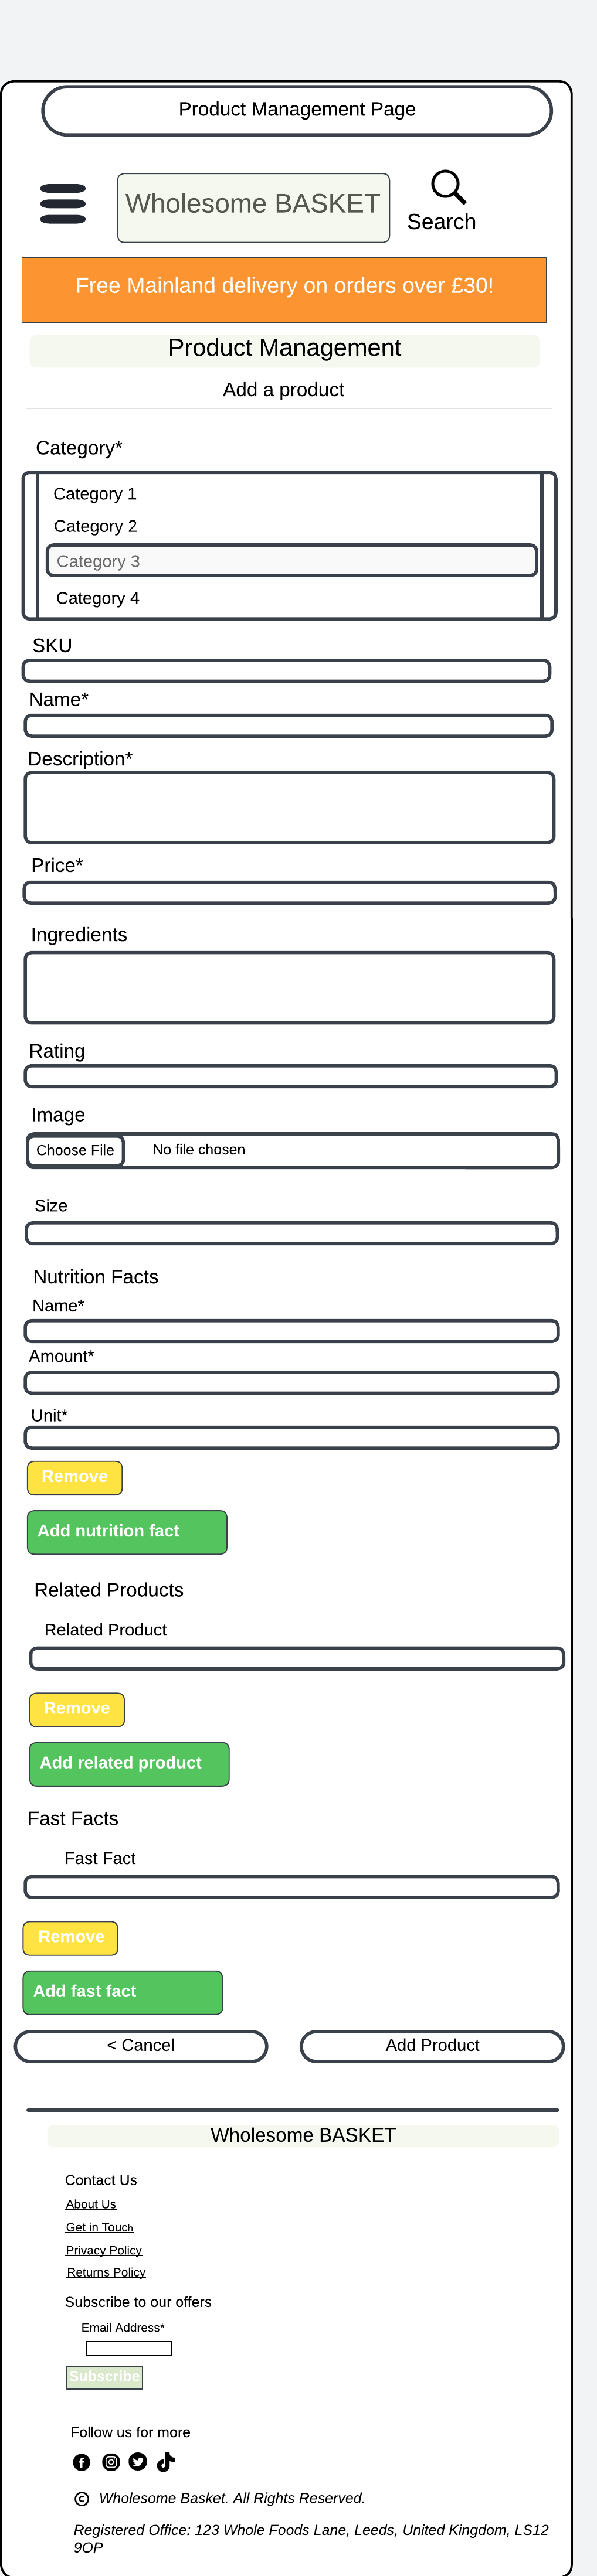 Product Management Page
Wholesome BASKET
Search
Free Mainland delivery on orders over £30!
Product Management
Add a product
Category*
Category 1
Category 2
Category 3
Category 4
SKU
Name*
Description*
Price*
Ingredients
Rating
Image
Choose File No file chosen
Size
Nutrition Facts
Name*
Amount*
Unit*
Remove
Add nutrition fact
Related Products
Related Product
Remove
Add related product
Fast Facts
Fast Fact
Remove
Add fast fact
< Cancel Add Product
Wholesome BASKET
Contact Us
About Us
Get in Touch
Privacy Policy
Returns Policy
Subscribe to our offers
Email Address*
Subscribe
Follow us for more
© Wholesome Basket. All Rights Reserved.
Registered Office: 123 Whole Foods Lane, Leeds, United Kingdom, LS12
9OP